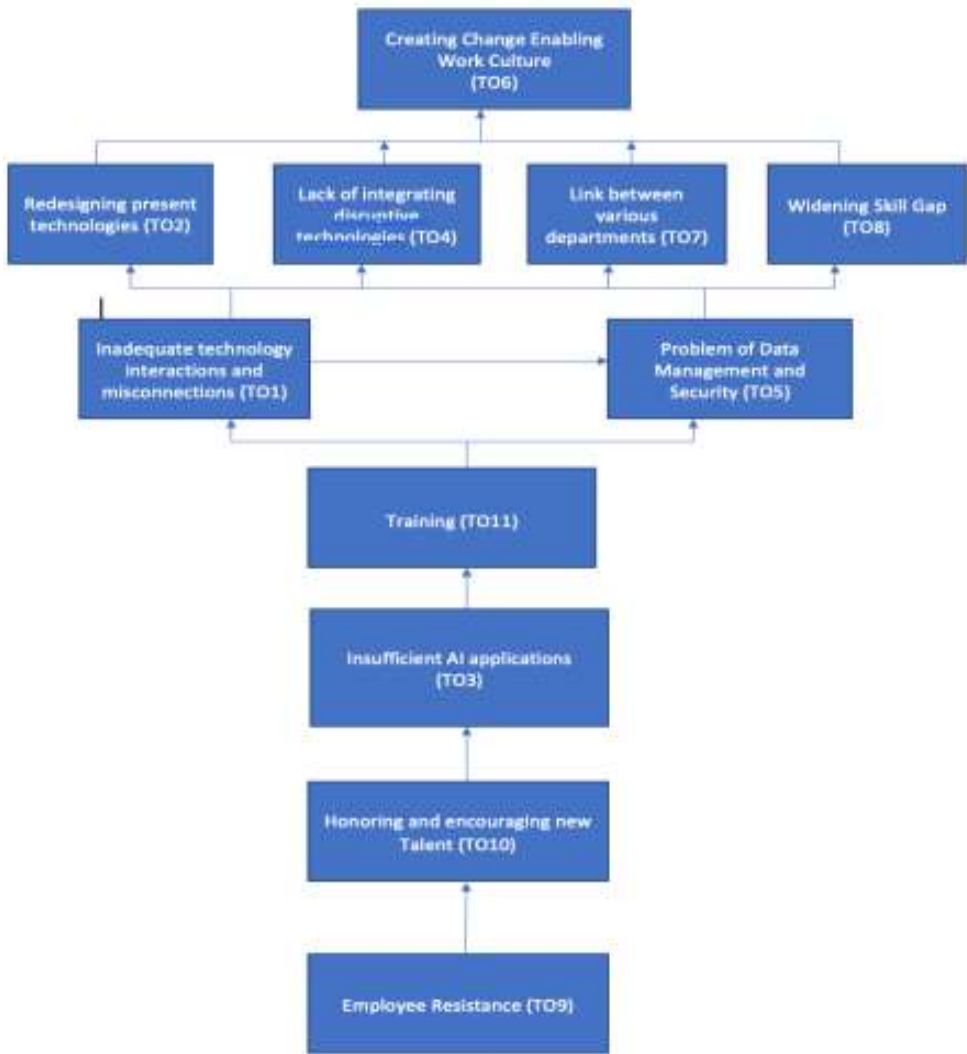 Creating Change Enabling
Work Culture
(TO6)
Redesigning present
technologies (TO2)
Lack of integrating
disruptive
technologies (TO4)
Link between
various
departments (TO7)
Widening Skill Gap
(TO8)
Inadequate technology
interactions and
misconnections (TO1)
Problem of Data
Management and
Security (TO5)
Training (TO11)
Insufficient AI applications
(TO3)
Honoring and encouraging new
Talent (TO10)
Employee Resistance (TO9)